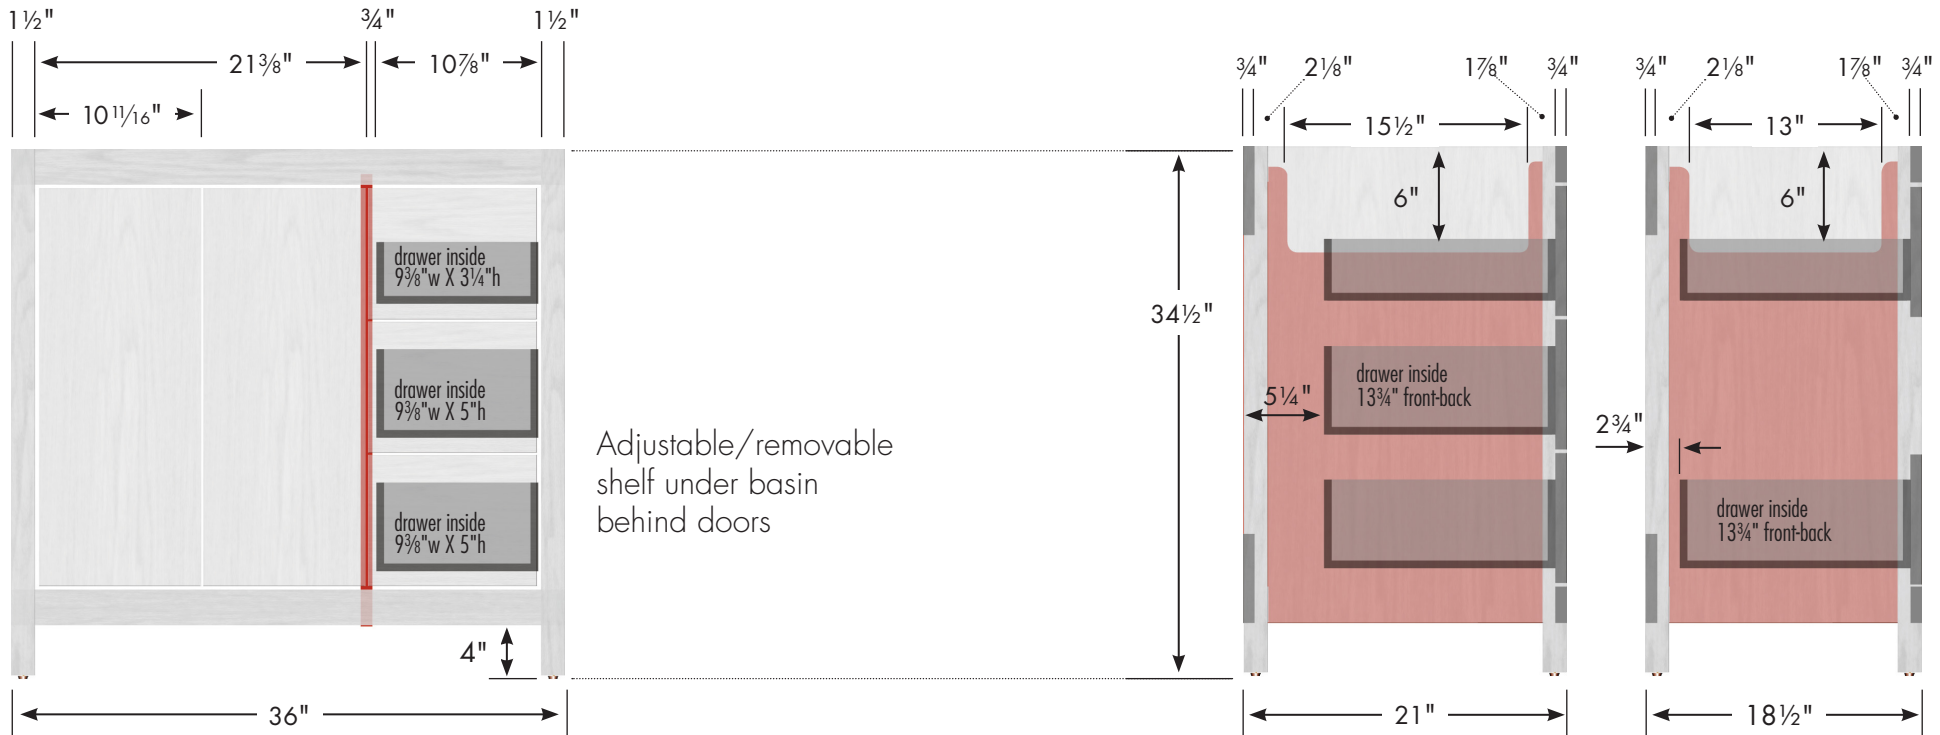 1½" ¾" 1½"
21⅜" 10⅞"
10 11/16"
drawer inside
9⅜"w X 3¼"h
drawer inside
9⅜"w X 5"h
drawer inside
9⅜"w X 5"h
4"
36"
Adjustable/removable
shelf under basin
behind doors
34½"
¾" 2⅛" 1⅞" ¾"
15½"
6"
drawer inside
13¾" front-back
5¼"
21"
¾" 2⅛" 1⅞" ¾"
13"
6"
2¾"
drawer inside
13¾" front-back
18½"